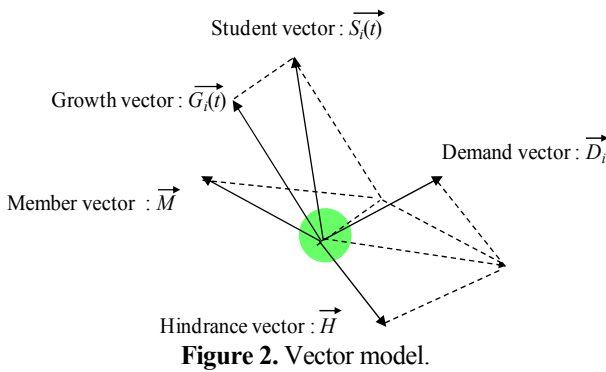 Student vector : S_i(t)
Growth vector : G_i(t)
Demand vector : D_i
Member vector : M
Hindrance vector : H
Figure 2. Vector model.